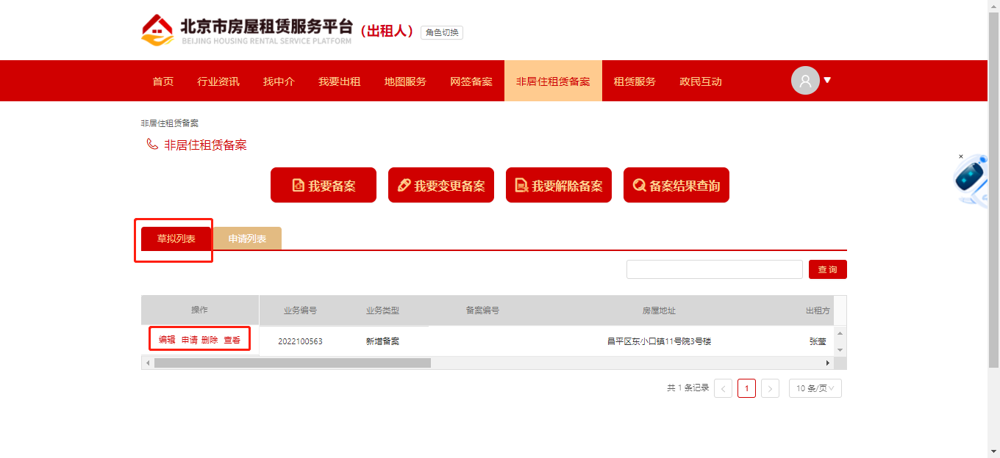 北京市房屋租赁服务平台 (出租人) 角色切换
BEIJING HOUSING RENTAL SERVICE PLATFORM
首页 行业资讯 找中介 我要出租 地图服务 网签备案 非居住租赁备案 租赁服务 政民互动
非居住租赁备案
非居住租赁备案
我要备案 我要变更备案 我要解除备案 备案结果查询
草拟列表 申请列表
查 询
操作 业务编号 业务类型 备案编号 房屋地址 出租方
编辑 申请 删除 查看 2022100563 新增备案 昌平区东小口镇11号院3号楼 张莹
共 1 条记录 1 10 条/页